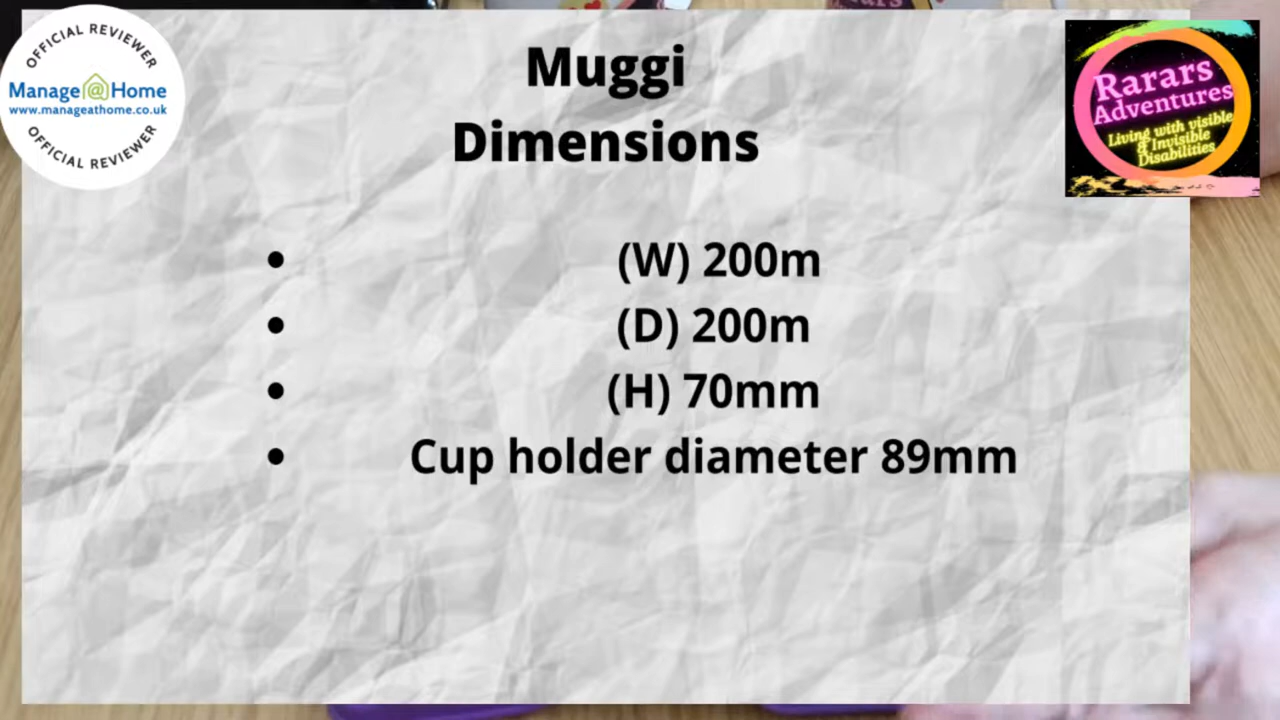 OFFICIAL REVIEWER
Manage@Home
www.manageathome.co.uk
OFFICIAL REVIEWER
Muggi
Dimensions
Rarars
Adventures
Living with visible
& Invisible
Disabilities
• (W) 200m
• (D) 200m
• (H) 70mm
• Cup holder diameter 89mm